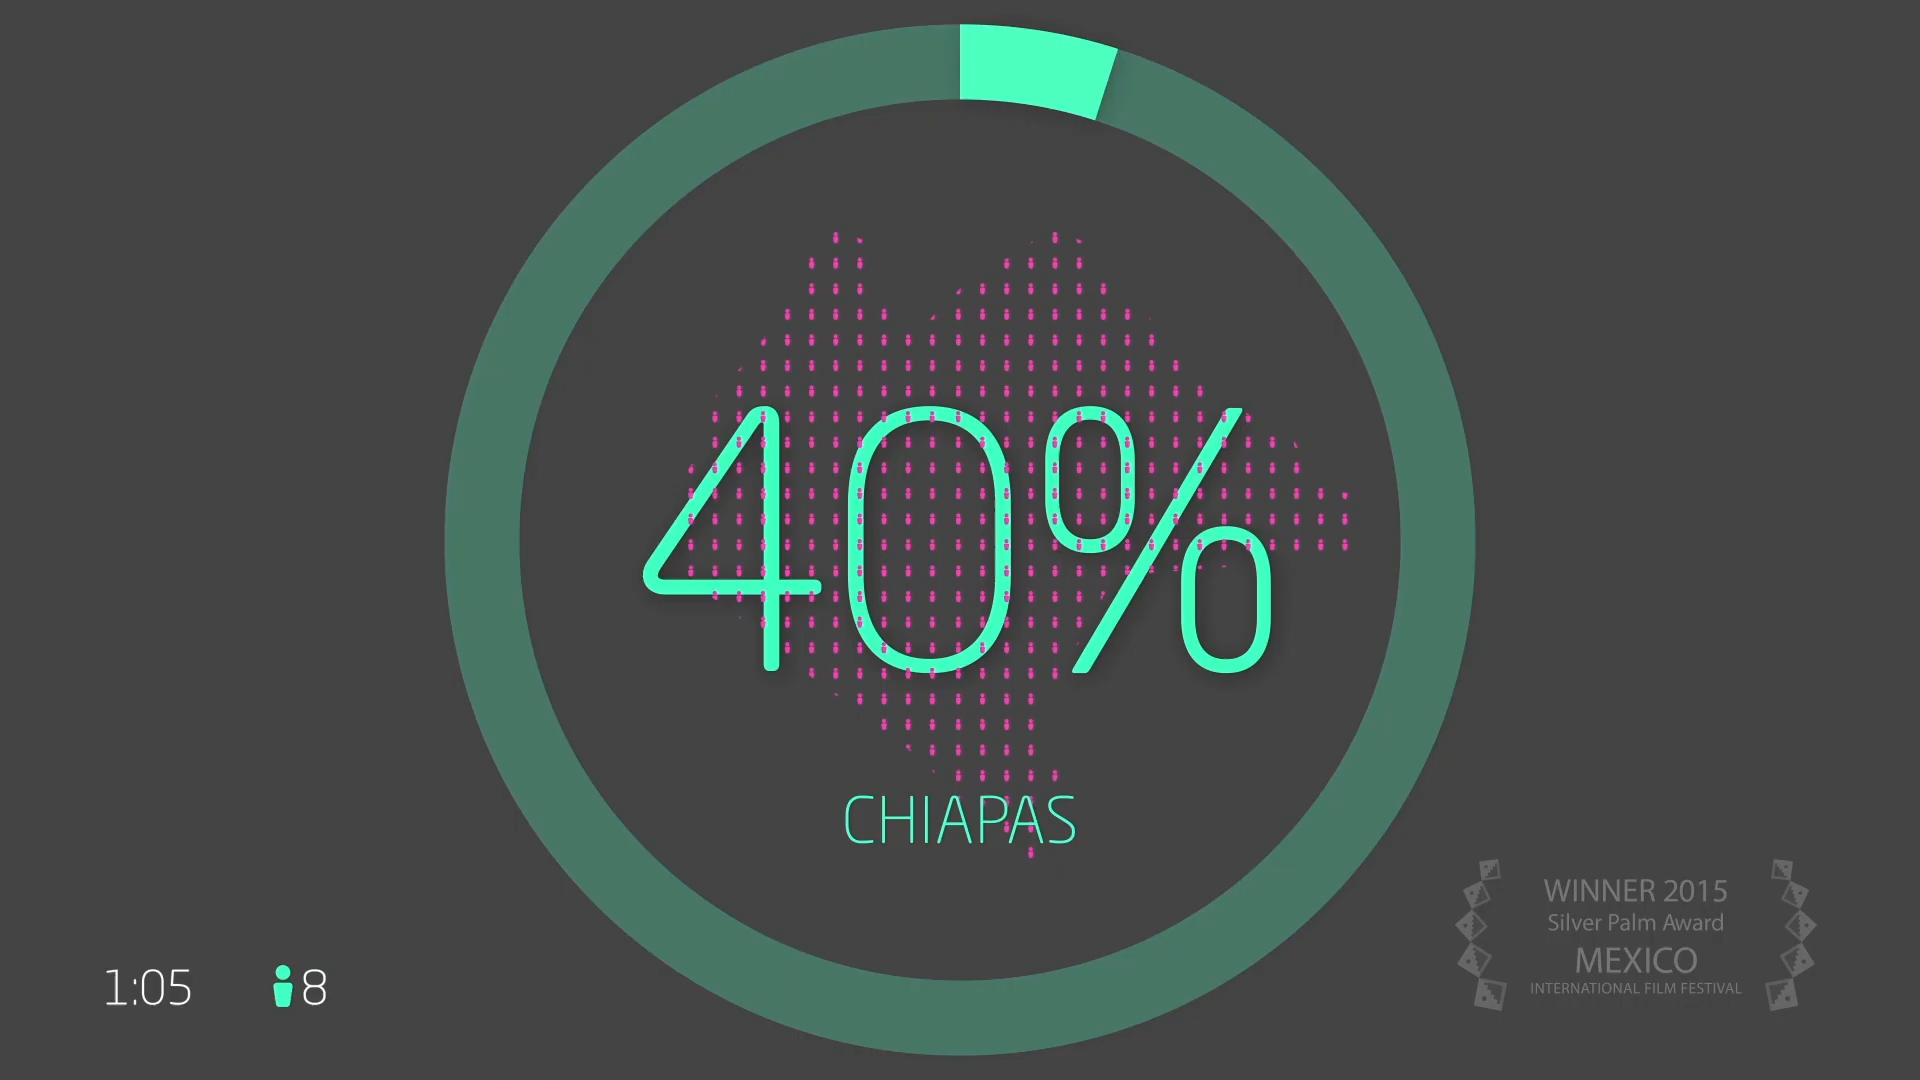 40%
CHIAPAS
1:05
8
WINNER 2015
Silver Palm Award
MEXICO
INTERNATIONAL FILM FESTIVAL